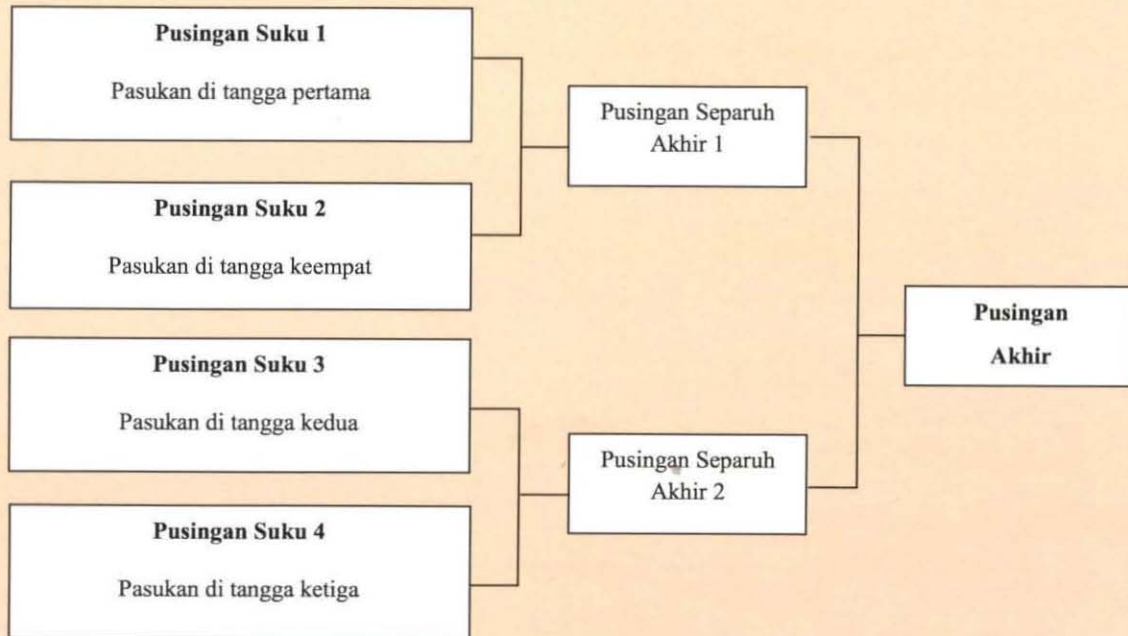 Pusingan Suku 1
Pasukan di tangga pertama
Pusingan Suku 2
Pasukan di tangga keempat
Pusingan Suku 3
Pasukan di tangga kedua
Pusingan Suku 4
Pasukan di tangga ketiga
Pusingan Separuh
Akhir 1
Pusingan Separuh
Akhir 2
Pusingan
Akhir